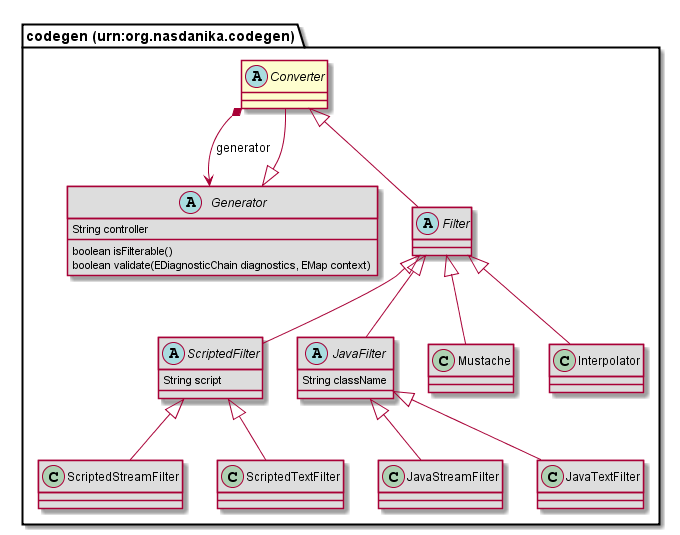 codegen (urn:org.nasdanika.codegen)
A Converter
generator
A Generator
String controller
boolean isFilterable()
boolean validate(EDiagnosticChain diagnostics, EMap context)
A Filter
A ScriptedFilter
String script
A JavaFilter
String className
C Mustache
C Interpolator
C ScriptedStreamFilter
C ScriptedTextFilter
C JavaStreamFilter
C JavaTextFilter